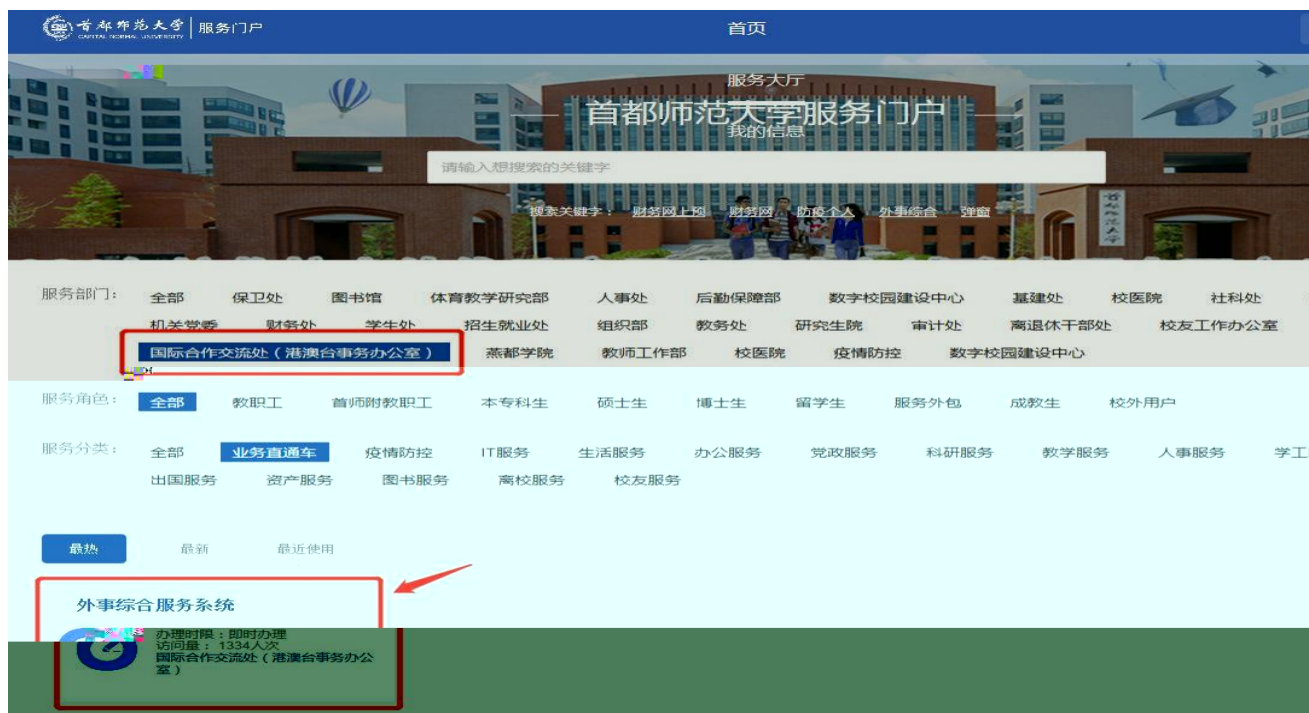 首都师范大学 服务门户 首页
CAPITAL NORMAL UNIVERSITY
服务大厅
首都师范大学服务门户
我的信息
请输入想搜索的关键字
搜索关键字： 财务网上预 财务网 防疫个人 外事综合 弹窗
首都师范大学
服务部门： 全部 保卫处 图书馆 体育教学研究部 人事处 后勤保障部 数字校园建设中心 基建处 校医院 社科处
机关党委 财务处 学生处 招生就业处 组织部 教务处 研究生院 审计处 离退休干部处 校友工作办公室
国际合作交流处（港澳台事务办公室） 燕都学院 教师工作部 校医院 疫情防控 数字校园建设中心
服务角色： 全部 教职工 首师附教职工 本专科生 硕士生 博士生 留学生 服务外包 成教生 校外用户
服务分类： 全部 业务直通车 疫情防控 IT服务 生活服务 办公服务 党政服务 科研服务 教学服务 人事服务 学工
出国服务 资产服务 图书服务 离校服务 校友服务
最热 最新 最近使用
外事综合服务系统
办理时限：即时办理
访问量： 1334人次
国际合作交流处（港澳台事务办公
室）